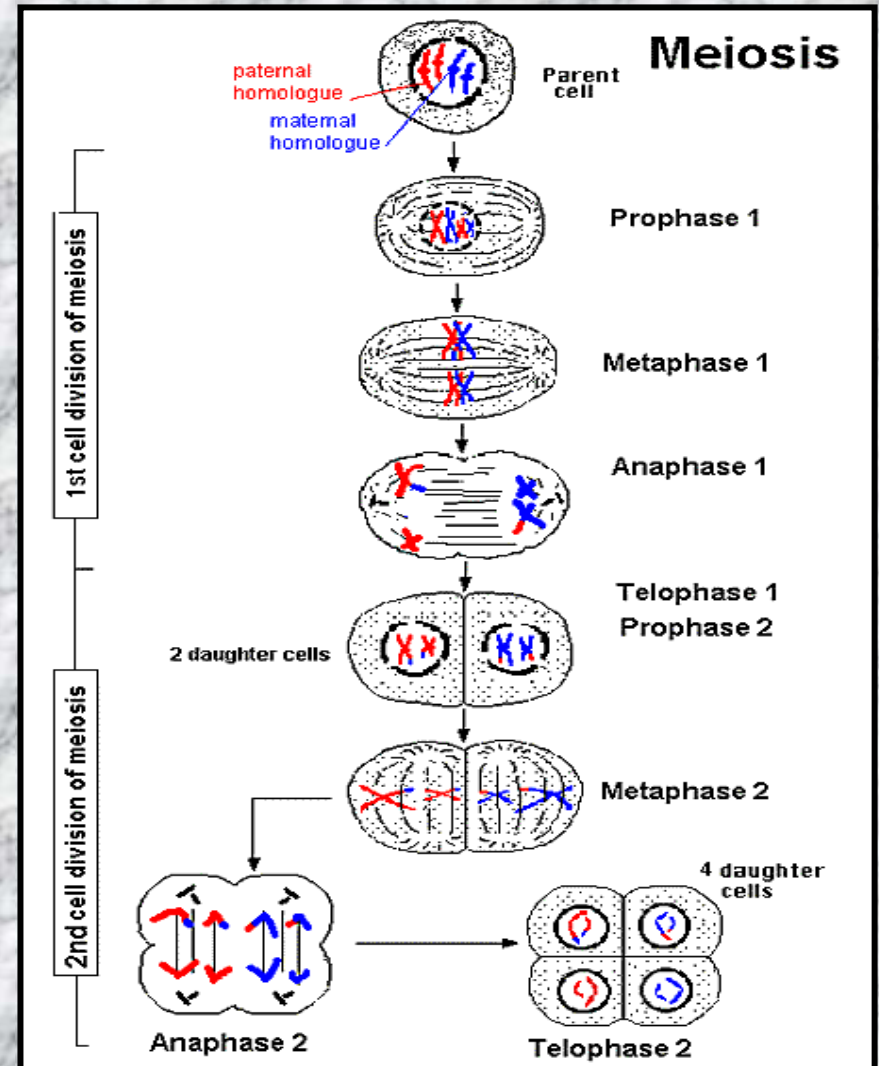 Meiosis
paternal
homologue
maternal
homologue
Parent
cell
1st cell division of meiosis
Prophase 1
Metaphase 1
Anaphase 1
Telophase 1
Prophase 2
2 daughter cells
2nd cell division of meiosis
Metaphase 2
4 daughter
cells
Anaphase 2
Telophase 2